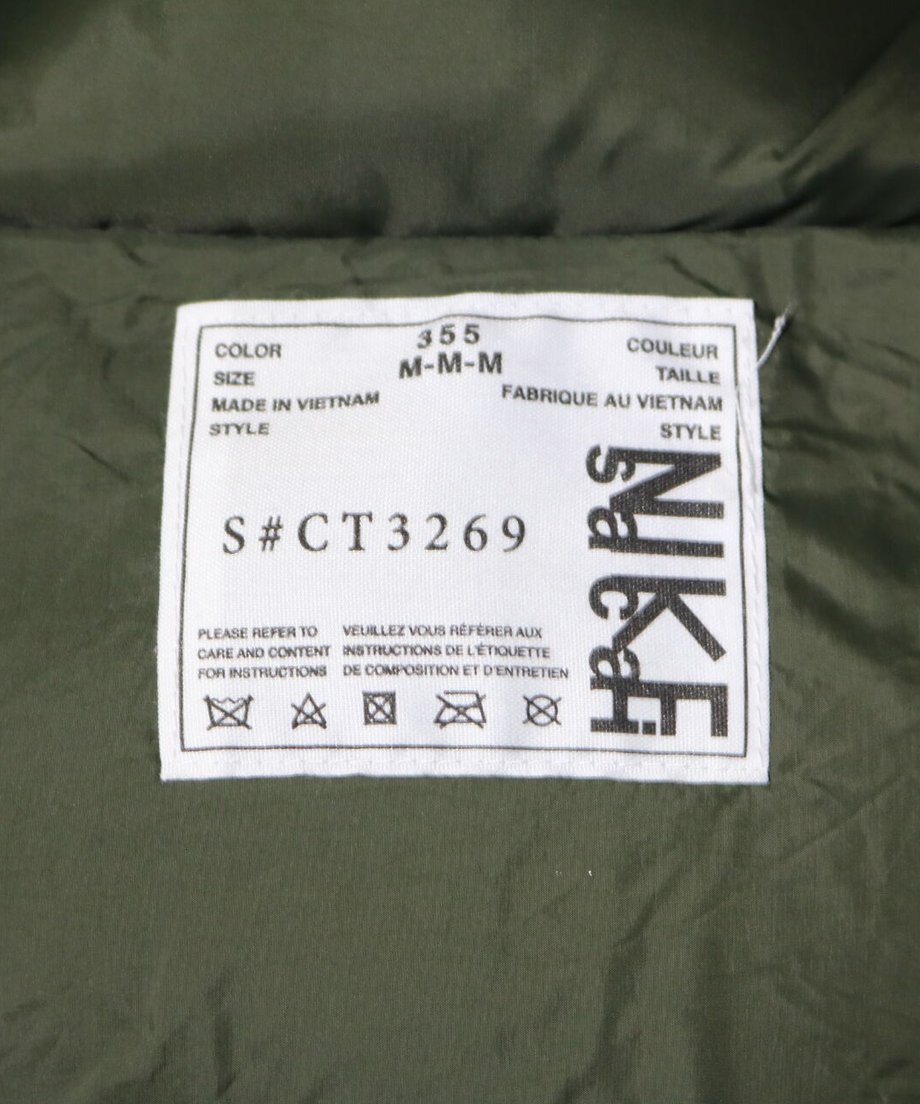 355
COLOR COULEUR
M-M-M
SIZE TAILLE
MADE IN VIETNAM FABRIQUE AU VIETNAM
STYLE STYLE
S#CT3269
NIKE
sacai
PLEASE REFER TO
CARE AND CONTENT
FOR INSTRUCTIONS
VEUILLEZ VOUS RÉFÉRER AUX
INSTRUCTIONS DE L'ÉTIQUETTE
DE COMPOSITION ET D'ENTRETIEN